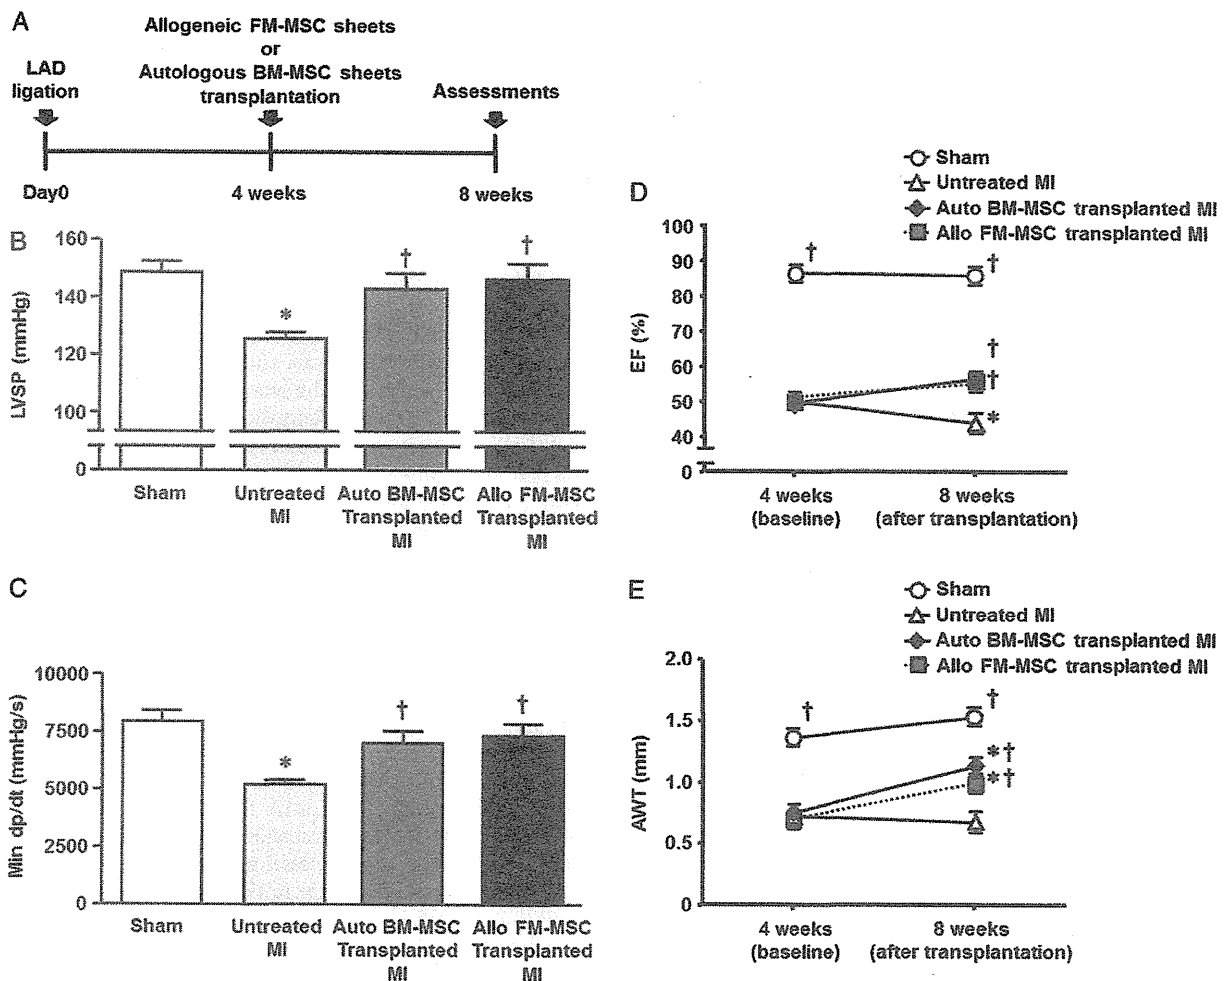 A
Allogeneic FM-MSC sheets
or
Autologous BM-MSC sheets
transplantation
LAD
ligation
Assessments
Day0
4 weeks
8 weeks
B
LVSP (mmHg)
160
140
120
100
0
†
†
*
Sham
Untreated
MI
Auto BM-MSC
Transplanted
MI
Allo FM-MSC
Transplanted
MI
C
Min dp/dt (mmHg/s)
10000
7500
5000
2500
0
†
†
*
Sham
Untreated
MI
Auto BM-MSC
Transplanted
MI
Allo FM-MSC
Transplanted
MI
D
Sham
Untreated MI
Auto BM-MSC transplanted MI
Allo FM-MSC transplanted MI
EF (%)
100
90
80
70
60
50
40
0
†
†
†
†
*
4 weeks
(baseline)
8 weeks
(after transplantation)
E
Sham
Untreated MI
Auto BM-MSC transplanted MI
Allo FM-MSC transplanted MI
AWT (mm)
2.0
1.5
1.0
0.5
0
†
†
*†
*†
4 weeks
(baseline)
8 weeks
(after transplantation)